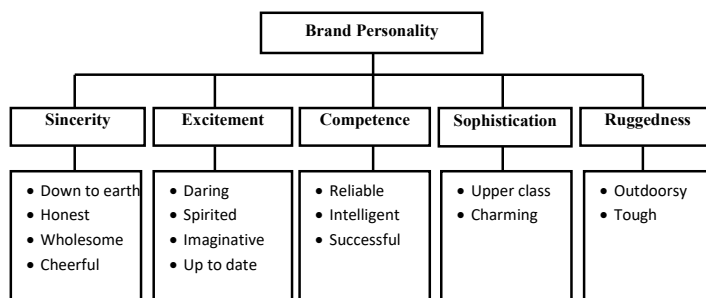 Brand Personality
Sincerity
Excitement
Competence
Sophistication
Ruggedness
• Down to earth
• Honest
• Wholesome
• Cheerful
• Daring
• Spirited
• Imaginative
• Up to date
• Reliable
• Intelligent
• Successful
• Upper class
• Charming
• Outdoorsy
• Tough